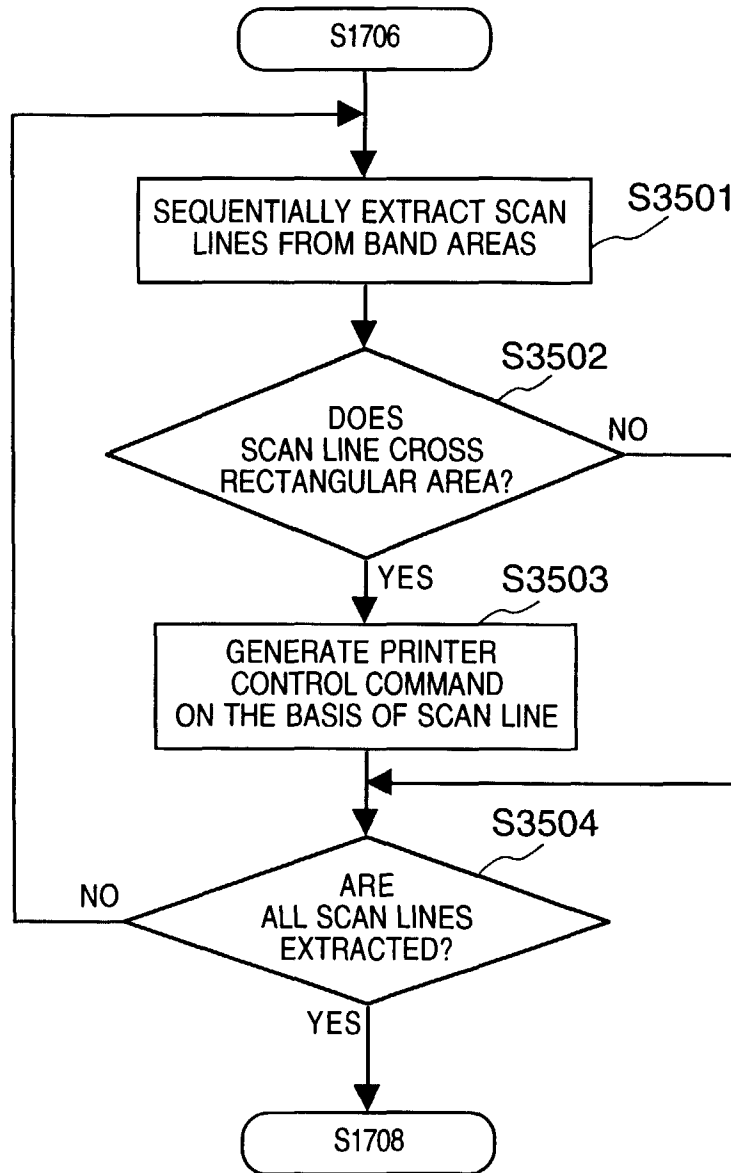 S1706
SEQUENTIALLY EXTRACT SCAN
LINES FROM BAND AREAS
S3501
S3502
DOES
SCAN LINE CROSS
RECTANGULAR AREA?
NO
YES
S3503
GENERATE PRINTER
CONTROL COMMAND
ON THE BASIS OF SCAN LINE
S3504
NO
ARE
ALL SCAN LINES
EXTRACTED?
YES
S1708